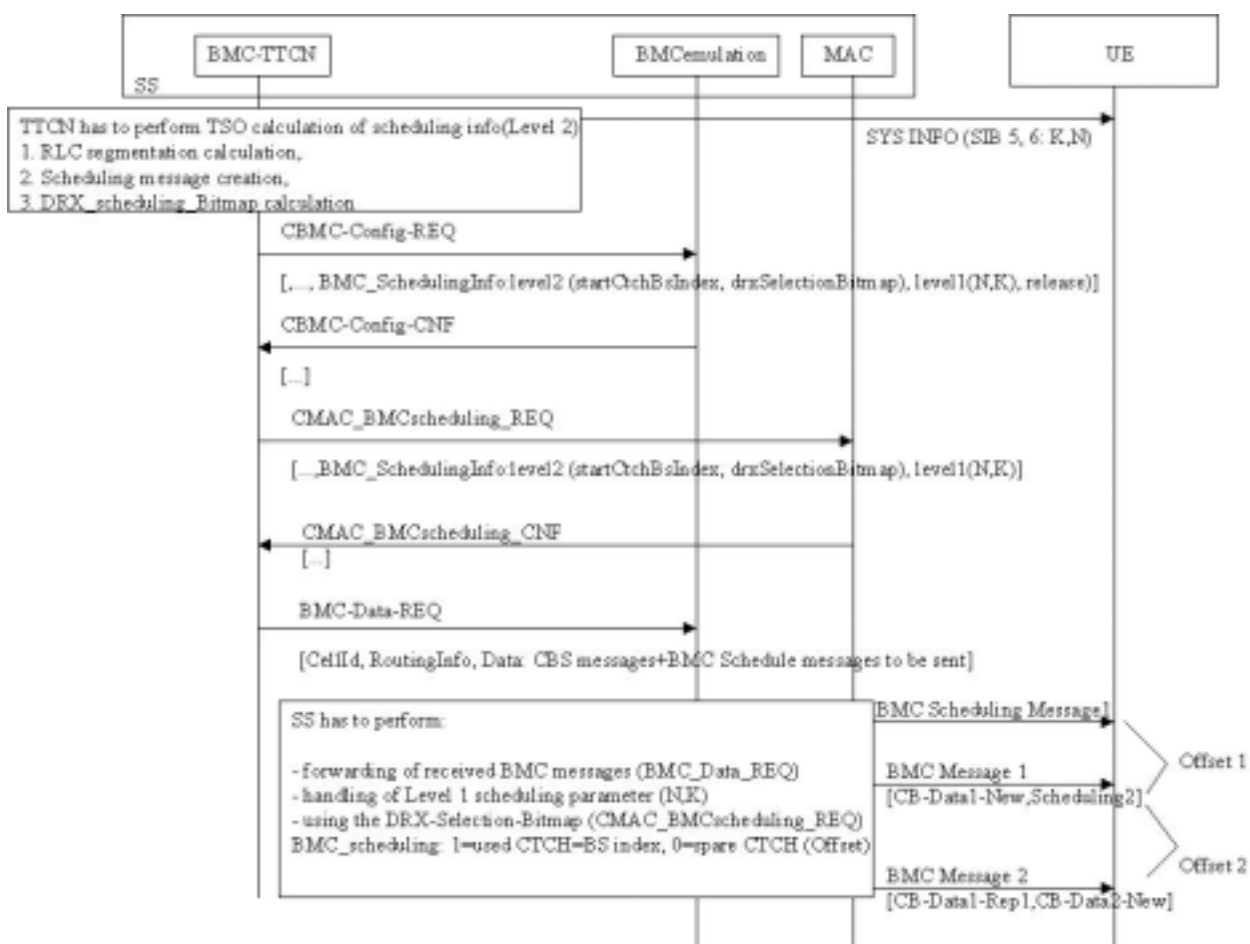 BMC-TTCN
BMCemulation
MAC
UE
SS
TTCN has to perform TSO calculation of scheduling info(Level 2)
1. RLC segmentation calculation,
2. Scheduling message creation,
3. DRX_scheduling_Bitmap calculation
SYS INFO (SIB 5, 6: K,N)
CBMC-Config-REQ
[,..., BMC_SchedulingInfo:level2 (startCtchBsIndex, drxSelectionBitmap), level1(N,K), release)]
CBMC-Config-CNF
[....]
CMAC_BMCscheduling_REQ
[...,BMC_SchedulingInfo:level2 (startCtchBsIndex, drxSelectionBitmap), level1(N,K)]
CMAC_BMCscheduling_CNF
[...]
BMC-Data-REQ
[CellId, RoutingInfo, Data: CBS messages+BMC Schedule messages to be sent]
SS has to perform:
- forwarding of received BMC messages (BMC_Data_REQ)
- handling of Level 1 scheduling parameter (N,K)
- using the DRX-Selection-Bitmap (CMAC_BMCscheduling_REQ)
BMC_scheduling: 1=used CTCH=BS index, 0=spare CTCH (Offset)
[BMC Scheduling Message]
Offset 1
BMC Message 1
[CB-Data1-New,Scheduling2]
Offset 2
BMC Message 2
[CB-Data1-Rep1,CB-Data2-New]